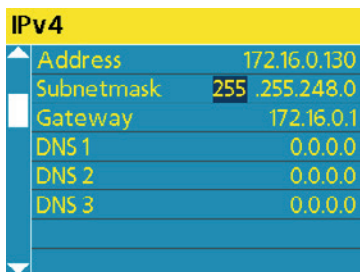 IPv4
Address 172.16.0.130
Subnetmask 255 .255.248.0
Gateway 172.16.0.1
DNS 1 0.0.0.0
DNS 2 0.0.0.0
DNS 3 0.0.0.0